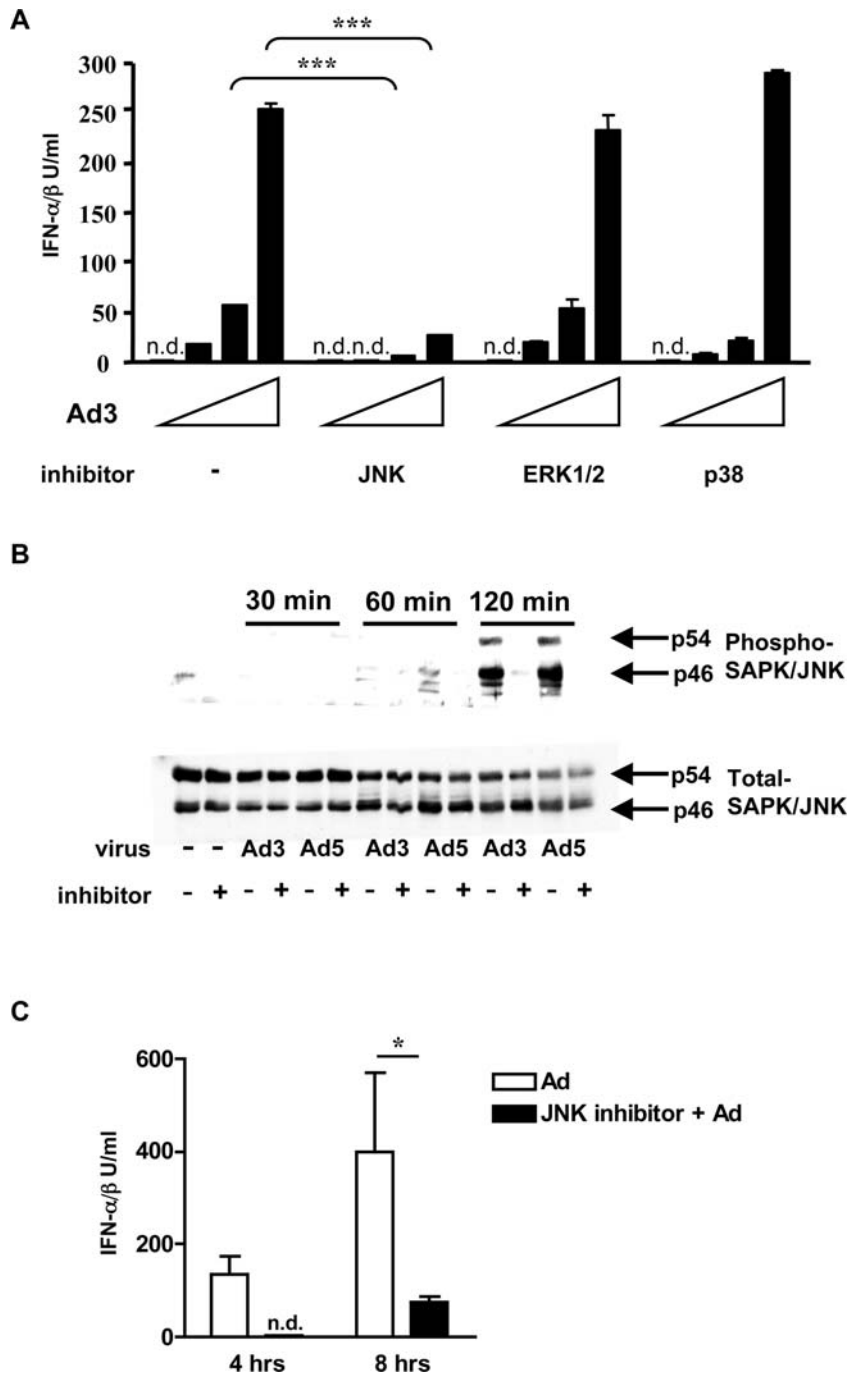 A
***
***
300
250
200
150
100
50
0
IFN-α/β U/ml
n.d. n.d. n.d. n.d. n.d.
Ad3
inhibitor - JNK ERK1/2 p38
B
30 min 60 min 120 min
p54 Phospho-
p46 SAPK/JNK
p54 Total-
p46 SAPK/JNK
virus - - Ad3 Ad5 Ad3 Ad5 Ad3 Ad5
inhibitor - + - + - + - + - + - + - +
C
600
400
200
0
IFN-α/β U/ml
*
n.d.
4 hrs 8 hrs
Ad
JNK inhibitor + Ad